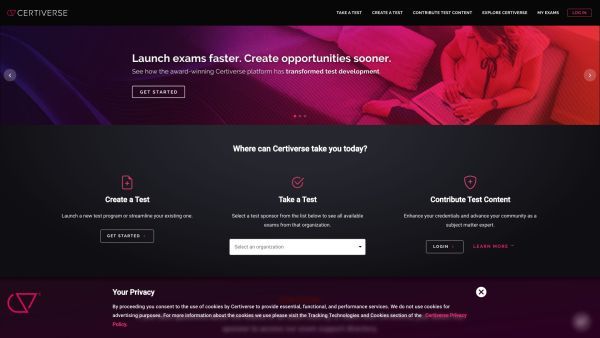 CERTIVERSE
TAKE A TEST
CREATE A TEST
CONTRIBUTE TEST CONTENT
EXPLORE CERTIVERSE
MY EXAMS
LOG IN
Launch exams faster. Create opportunities sooner.
See how the award-winning Certiverse platform has transformed test development
GET STARTED
Where can Certiverse take you today?
Create a Test
Launch a new test program or streamline your existing one.
GET STARTED
Take a Test
Select a test sponsor from the list below to see all available
exams from that organization.
Select an organization
Contribute Test Content
Enhance your credentials and advance your community as a
subject matter expert.
LOGIN
LEARN MORE
Your Privacy
By proceeding you consent to the use of cookies by Certiverse to provide essential, functional, and performance services. We do not use cookies for
advertising purposes. For more information about the cookies we use please visit the Tracking Technologies and Cookies section of the Certiverse Privacy
Policy.
sponsor to access our exam support directory.